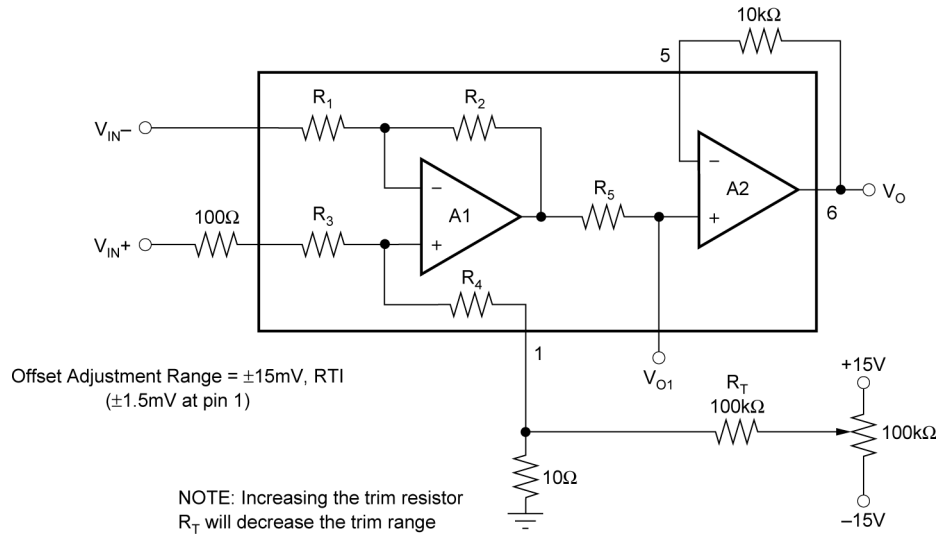 10kΩ
5
R1
R2
VIN–
A1
A2
R5
VO
6
100Ω
R3
VIN+
R4
1
VO1
Offset Adjustment Range = ±15mV, RTI
(±1.5mV at pin 1)
+15V
RT
100kΩ
100kΩ
10Ω
–15V
NOTE: Increasing the trim resistor
RT will decrease the trim range